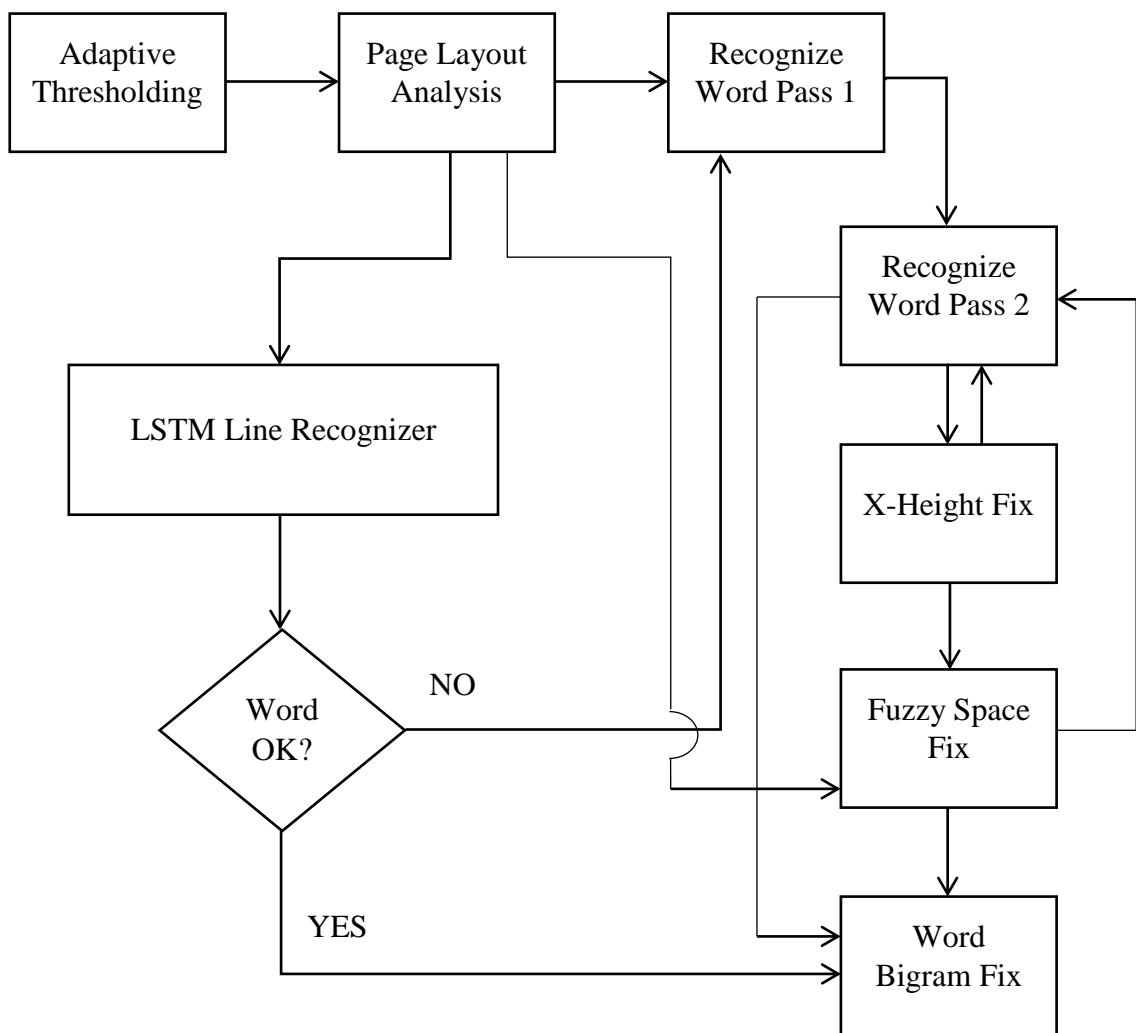 Adaptive
Thresholding
Page Layout
Analysis
Recognize
Word Pass 1
Recognize
Word Pass 2
LSTM Line Recognizer
X-Height Fix
NO
Word
OK?
Fuzzy Space
Fix
YES
Word
Bigram Fix